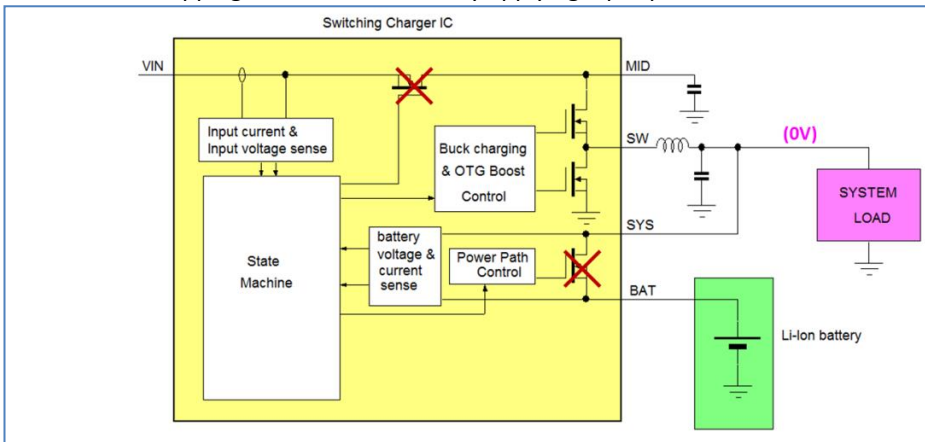 Switching Charger IC
VIN
MID
Input current &
Input voltage sense
Buck charging
& OTG Boost
Control
SW
(0V)
SYSTEM
LOAD
SYS
battery
voltage &
current
sense
Power Path
Control
State
Machine
BAT
Li-Ion battery